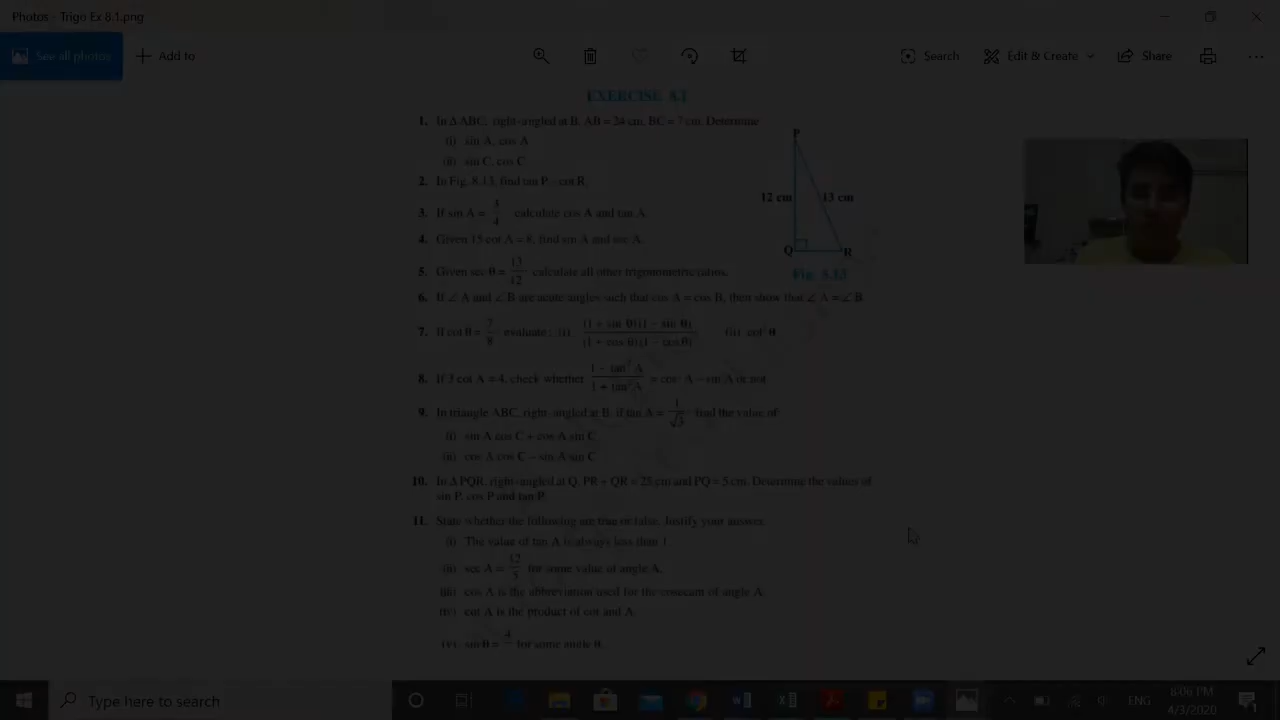 Photos - Trigo Ex 8.1.png
See all photos
Add to
Search
Edit & Create
Share
EXERCISE 8.1
1. In Δ ABC, right-angled at B, AB = 24 cm, BC = 7 cm. Determine :
(i) sin A, cos A
(ii) sin C, cos C
2. In Fig. 8.13, find tan P – cot R.
P
12 cm
13 cm
Q
R
Fig. 8.13
3. If sin A = 3/4, calculate cos A and tan A.
4. Given 15 cot A = 8, find sin A and sec A.
5. Given sec θ = 13/12, calculate all other trigonometric ratios.
6. If ∠ A and ∠ B are acute angles such that cos A = cos B, then show that ∠ A = ∠ B.
7. If cot θ = 7/8, evaluate : (i) (1 + sin θ)(1 – sin θ)/(1 + cos θ)(1 – cos θ), (ii) cot² θ
8. If 3 cot A = 4, check whether (1 – tan² A)/(1 + tan² A) = cos² A – sin² A or not.
9. In triangle ABC, right-angled at B, if tan A = 1/√3, find the value of:
(i) sin A cos C + cos A sin C
(ii) cos A cos C – sin A sin C
10. In Δ PQR, right-angled at Q, PR + QR = 25 cm and PQ = 5 cm. Determine the values of
sin P, cos P and tan P.
11. State whether the following are true or false. Justify your answer.
(i) The value of tan A is always less than 1.
(ii) sec A = 12/5 for some value of angle A.
(iii) cos A is the abbreviation used for the cosecant of angle A.
(iv) cot A is the product of cot and A.
(v) sin θ = 4 for some angle θ.
Type here to search
ENG
8:06 PM
4/3/2020